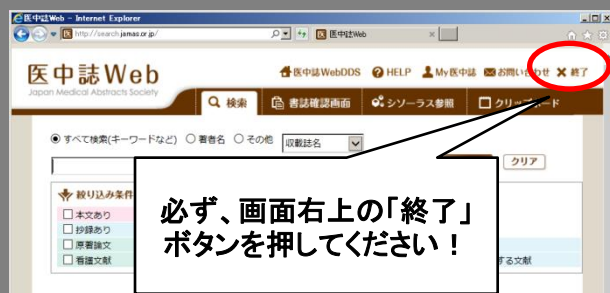 医中誌Web - Internet Explorer
http://search.jamas.or.jp/
医中誌Web
医中誌Web
Japan Medical Abstracts Society
医中誌WebDDS HELP My医中誌 お問い合わせ 終了
検索 書誌確認画面 シソーラス参照 クリップボード
すべて検索(キーワードなど) 著者名 その他 収載誌名
クリア
絞り込み条件
本文あり
抄録あり
原著論文
看護文献
する文献
必ず、画面右上の「終了」
ボタンを押してください！